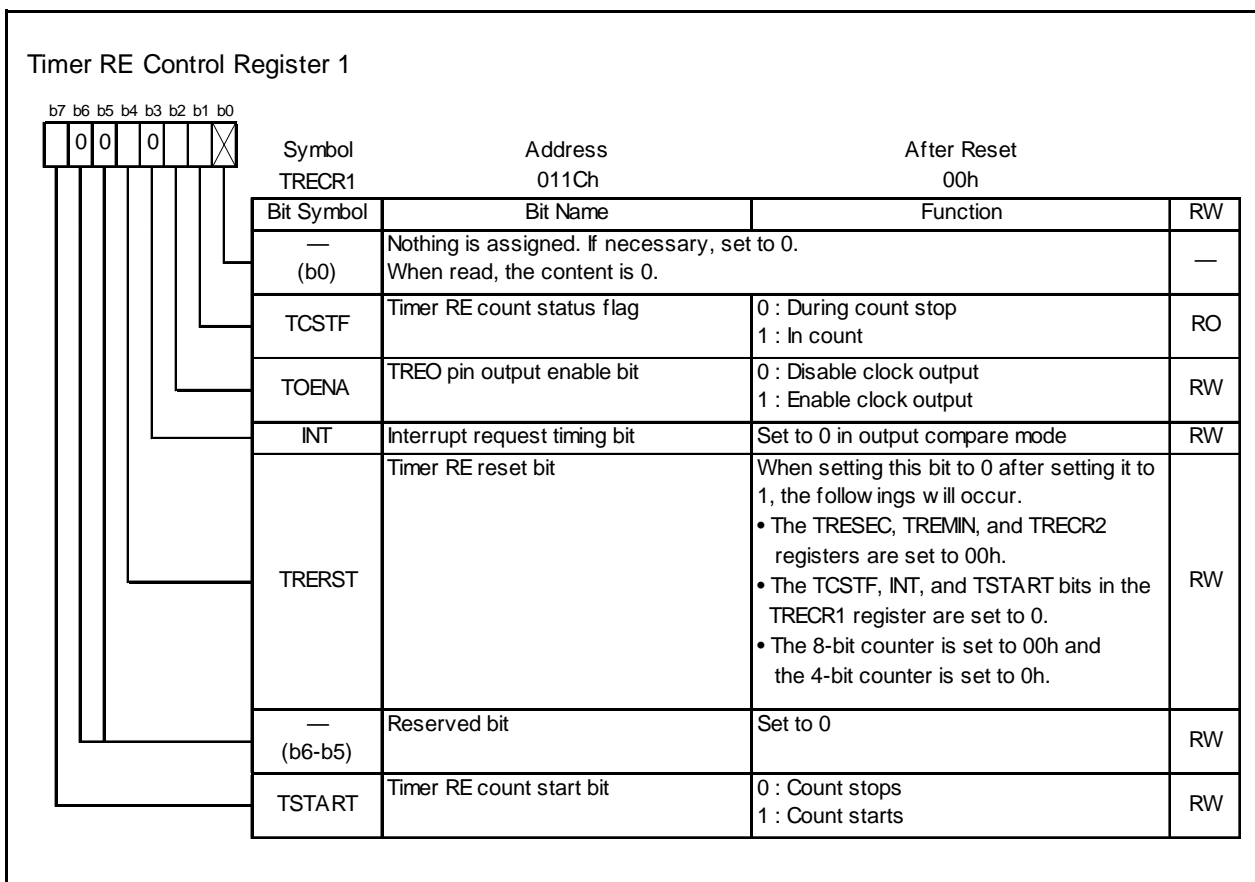 Timer RE Control Register 1
b7 b6 b5 b4 b3 b2 b1 b0
0 0 0
Symbol Address After Reset
TRECR1 011Ch 00h
Bit Symbol Bit Name Function RW
— Nothing is assigned. If necessary, set to 0. —
(b0) When read, the content is 0.
TCSTF Timer RE count status flag 0 : During count stop RO
1 : In count
TOENA TREO pin output enable bit 0 : Disable clock output RW
1 : Enable clock output
INT Interrupt request timing bit Set to 0 in output compare mode RW
TRERST Timer RE reset bit When setting this bit to 0 after setting it to RW
1, the followings will occur.
• The TRESEC, TREMIN, and TRECR2
registers are set to 00h.
• The TCSTF, INT, and TSTART bits in the
TRECR1 register are set to 0.
• The 8-bit counter is set to 00h and
the 4-bit counter is set to 0h.
— Reserved bit Set to 0 RW
(b6-b5)
TSTART Timer RE count start bit 0 : Count stops RW
1 : Count starts